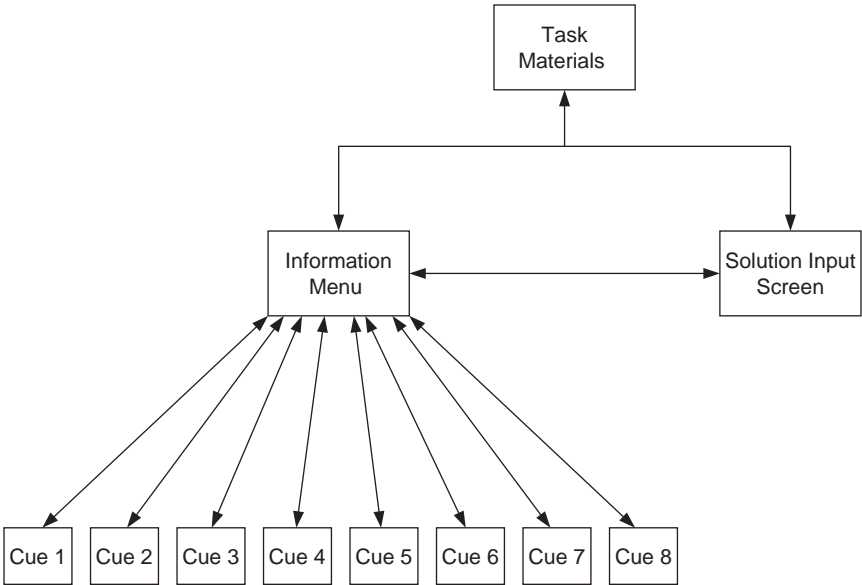 Task
Materials
Information
Menu
Solution Input
Screen
Cue 1
Cue 2
Cue 3
Cue 4
Cue 5
Cue 6
Cue 7
Cue 8